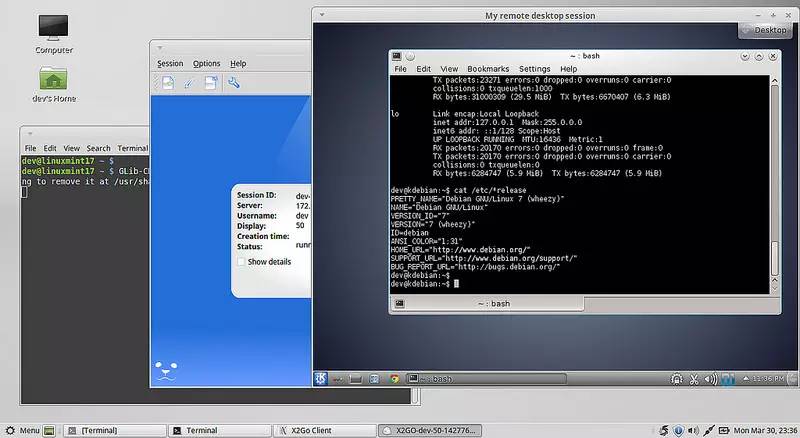 Computer
dev's Home
File Edit View Search Terminal
dev@linuxmint17 ~ $
dev@linuxmint17 ~ $ GLib-C
ng to remove it at /usr/sha
Session Options Help
Session ID: dev-
Server: 172.
Username: dev
Display: 50
Creation time:
Status: runn
Show details
My remote desktop session
Desktop
~ : bash
File Edit View Bookmarks Settings Help
TX packets:23271 errors:0 dropped:0 overruns:0 carrier:0
collisions:0 txqueuelen:1000
RX bytes:31000309 (29.5 MiB) TX bytes:6670407 (6.3 MiB)
lo Link encap:Local Loopback
inet addr:127.0.0.1 Mask:255.0.0.0
inet6 addr: ::1/128 Scope:Host
UP LOOPBACK RUNNING MTU:16436 Metric:1
RX packets:20170 errors:0 dropped:0 overruns:0 frame:0
TX packets:20170 errors:0 dropped:0 overruns:0 carrier:0
collisions:0 txqueuelen:0
RX bytes:6284747 (5.9 MiB) TX bytes:6284747 (5.9 MiB)
dev@kdebian:~$ cat /etc/*release
PRETTY_NAME="Debian GNU/Linux 7 (wheezy)"
NAME="Debian GNU/Linux"
VERSION_ID="7"
VERSION="7 (wheezy)"
ID=debian
ANSI_COLOR="1;31"
HOME_URL="http://www.debian.org/"
SUPPORT_URL="http://www.debian.org/support/"
BUG_REPORT_URL="http://bugs.debian.org/"
dev@kdebian:~$
dev@kdebian:~$
~ : bash
~ : bash
11:36 PM
Menu [Terminal] Terminal X2Go Client X2GO-dev-50-142776... Mon Mar 30, 23:36